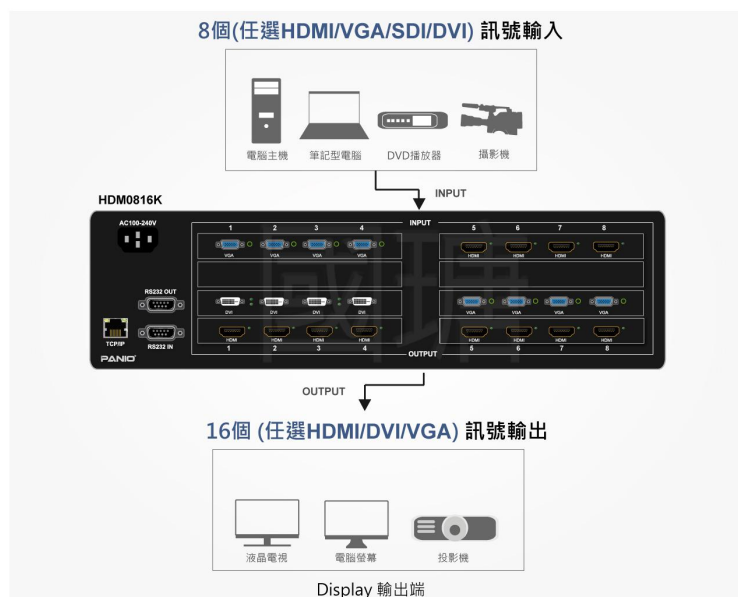 8個(任選HDMI/VGA/SDI/DVI) 訊號輸入
電腦主機 筆記型電腦 DVD播放器 攝影機
INPUT
HDM0816K
AC100-240V
INPUT
1 2 3 4 5 6 7 8
VGA VGA VGA VGA HDMI HDMI HDMI HDMI
RS232 OUT
DVI DVI DVI DVI VGA VGA VGA VGA
TCP/IP RS232 IN
HDMI HDMI HDMI HDMI HDMI HDMI HDMI HDMI
1 2 3 4 5 6 7 8
OUTPUT
PANIO
國瑋
OUTPUT
16個 (任選HDMI/DVI/VGA) 訊號輸出
液晶電視 電腦螢幕 投影機
Display 輸出端